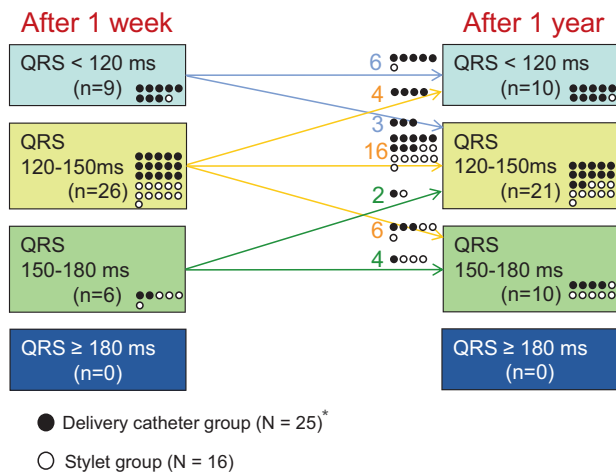 After 1 week
After 1 year
QRS < 120 ms
(n=9)
QRS
120-150ms
(n=26)
QRS
150-180 ms
(n=6)
QRS ≥ 180 ms
(n=0)
6
4
3
16
2
6
4
QRS < 120 ms
(n=10)
QRS
120-150ms
(n=21)
QRS
150-180 ms
(n=10)
QRS ≥ 180 ms
(n=0)
Delivery catheter group (N = 25)*
Stylet group (N = 16)